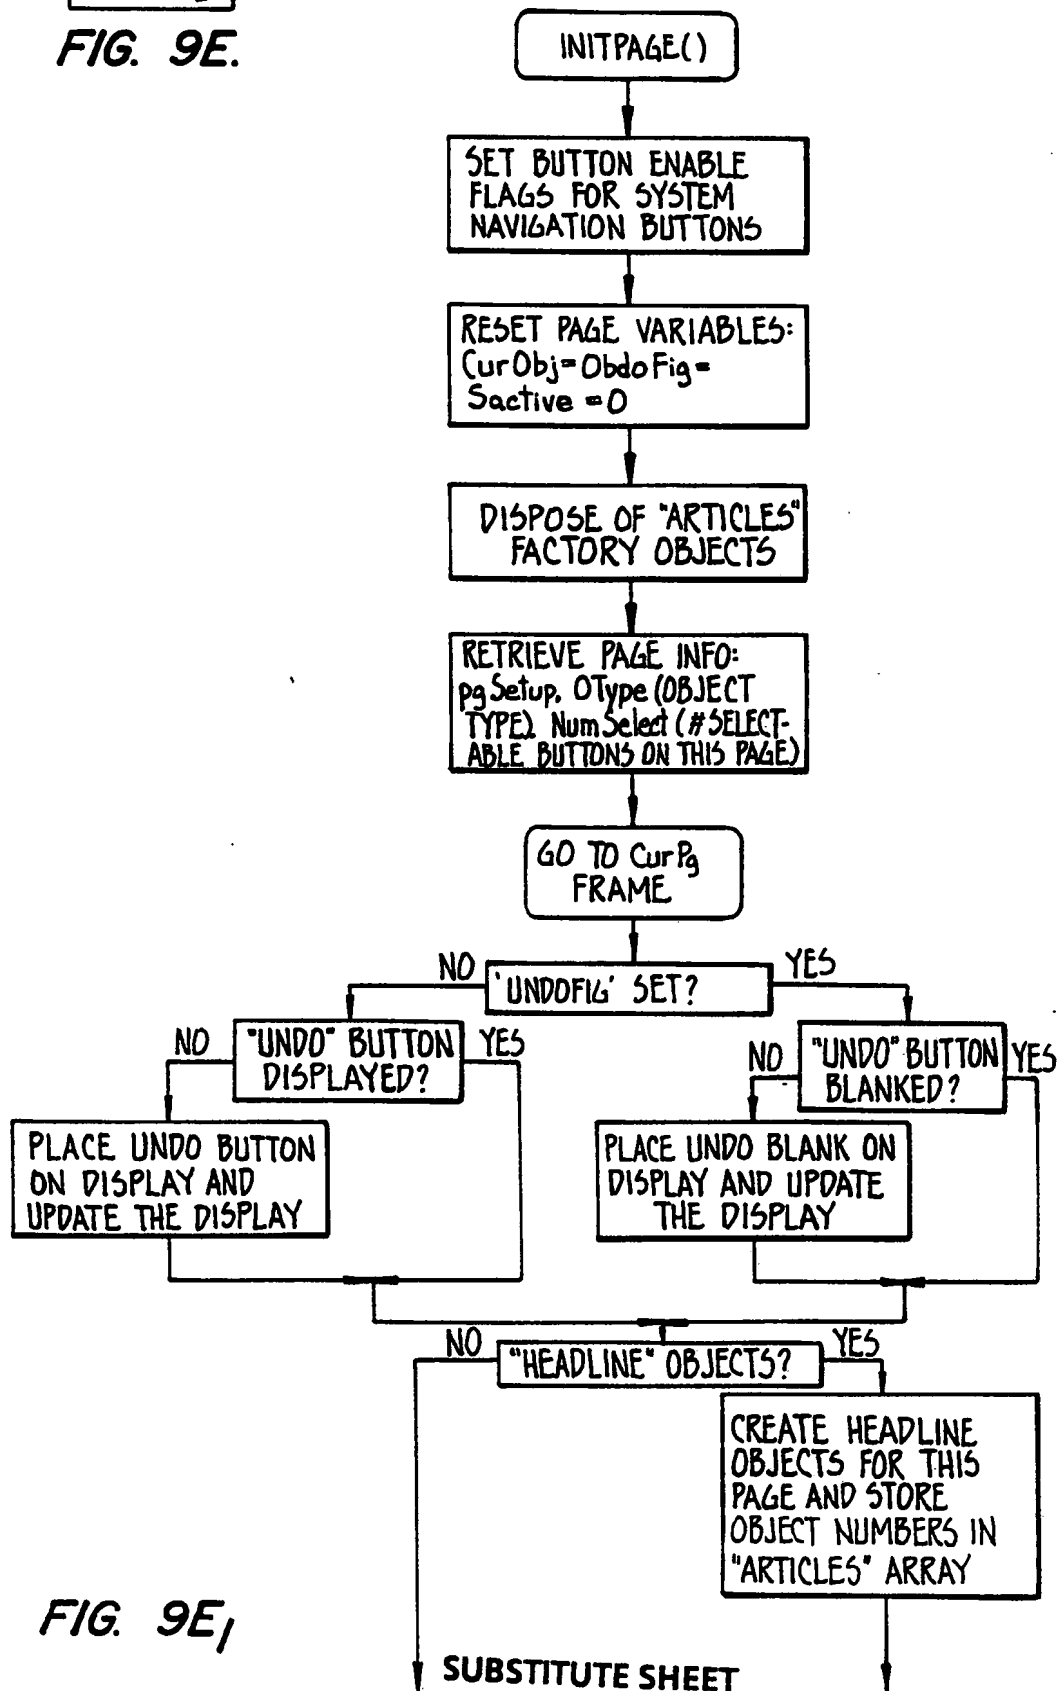 FIG. 9E.
INITPAGE()
SET BUTTON ENABLE
FLAGS FOR SYSTEM
NAVIGATION BUTTONS
RESET PAGE VARIABLES:
CurObj=ObdoFig=
Sactive=0
DISPOSE OF "ARTICLES"
FACTORY OBJECTS
RETRIEVE PAGE INFO:
pgSetup, OType (OBJECT
TYPE), NumSelect (#SELECT-
ABLE BUTTONS ON THIS PAGE)
GO TO CurPg
FRAME
NO
'UNDOFIG' SET?
YES
NO
"UNDO" BUTTON
DISPLAYED?
YES
NO
"UNDO" BUTTON
BLANKED?
YES
PLACE UNDO BUTTON
ON DISPLAY AND
UPDATE THE DISPLAY
PLACE UNDO BLANK ON
DISPLAY AND UPDATE
THE DISPLAY
NO
"HEADLINE" OBJECTS?
YES
CREATE HEADLINE
OBJECTS FOR THIS
PAGE AND STORE
OBJECT NUMBERS IN
"ARTICLES" ARRAY
FIG. 9E1
SUBSTITUTE SHEET